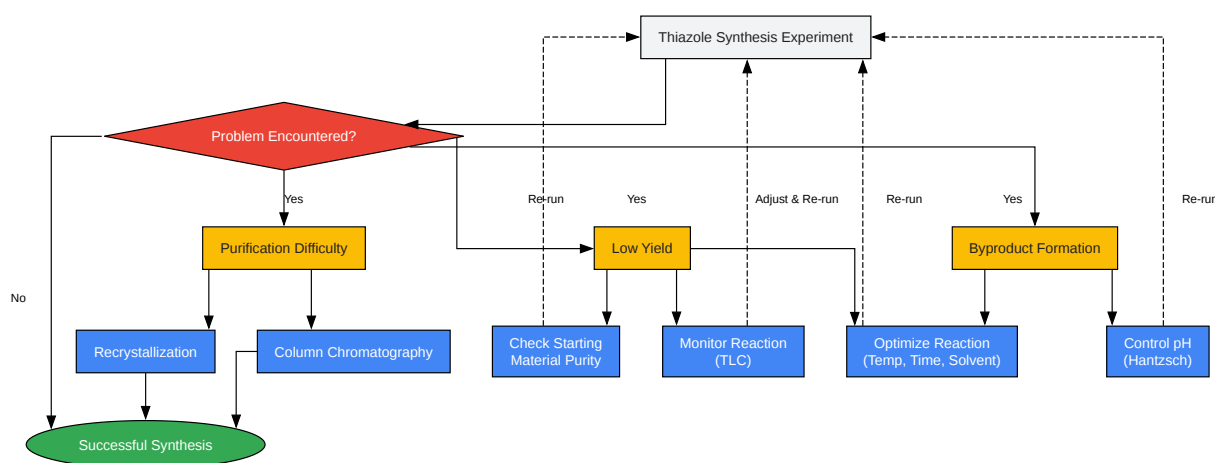 Thiazole Synthesis Experiment
Problem Encountered?
Yes
Re-run
Yes
Adjust & Re-run
Re-run
Yes
Re-run
Purification Difficulty
Low Yield
Byproduct Formation
No
Recrystallization
Column Chromatography
Check Starting
Material Purity
Monitor Reaction
(TLC)
Optimize Reaction
(Temp, Time, Solvent)
Control pH
(Hantzsch)
Successful Synthesis